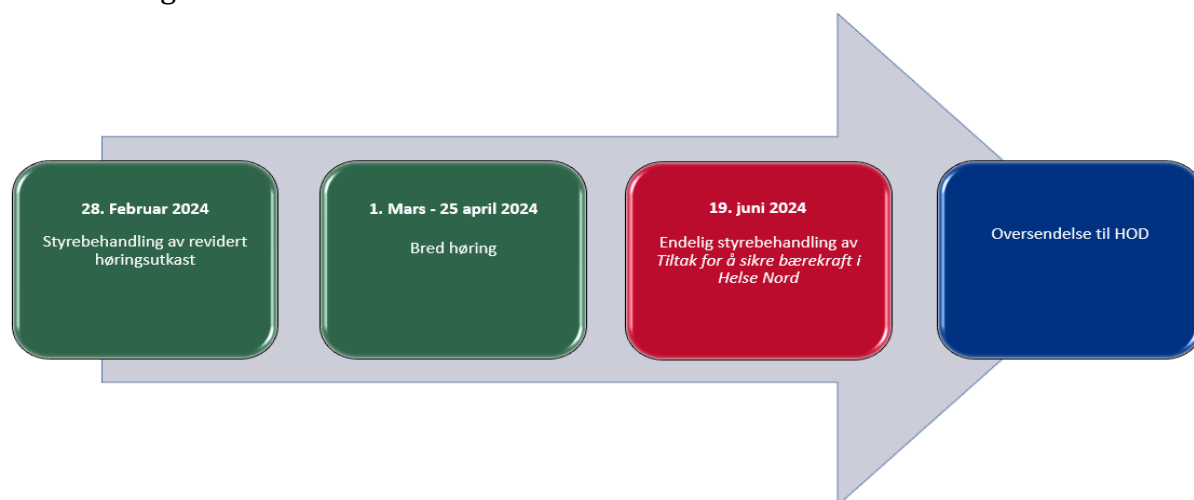 28. Februar 2024
Styrebehandling av revidert
høringsutkast
1. Mars - 25 april 2024
Bred høring
19. juni 2024
Endelig styrebehandling av
Tiltak for å sikre bærekraft i
Helse Nord
Oversendelse til HOD